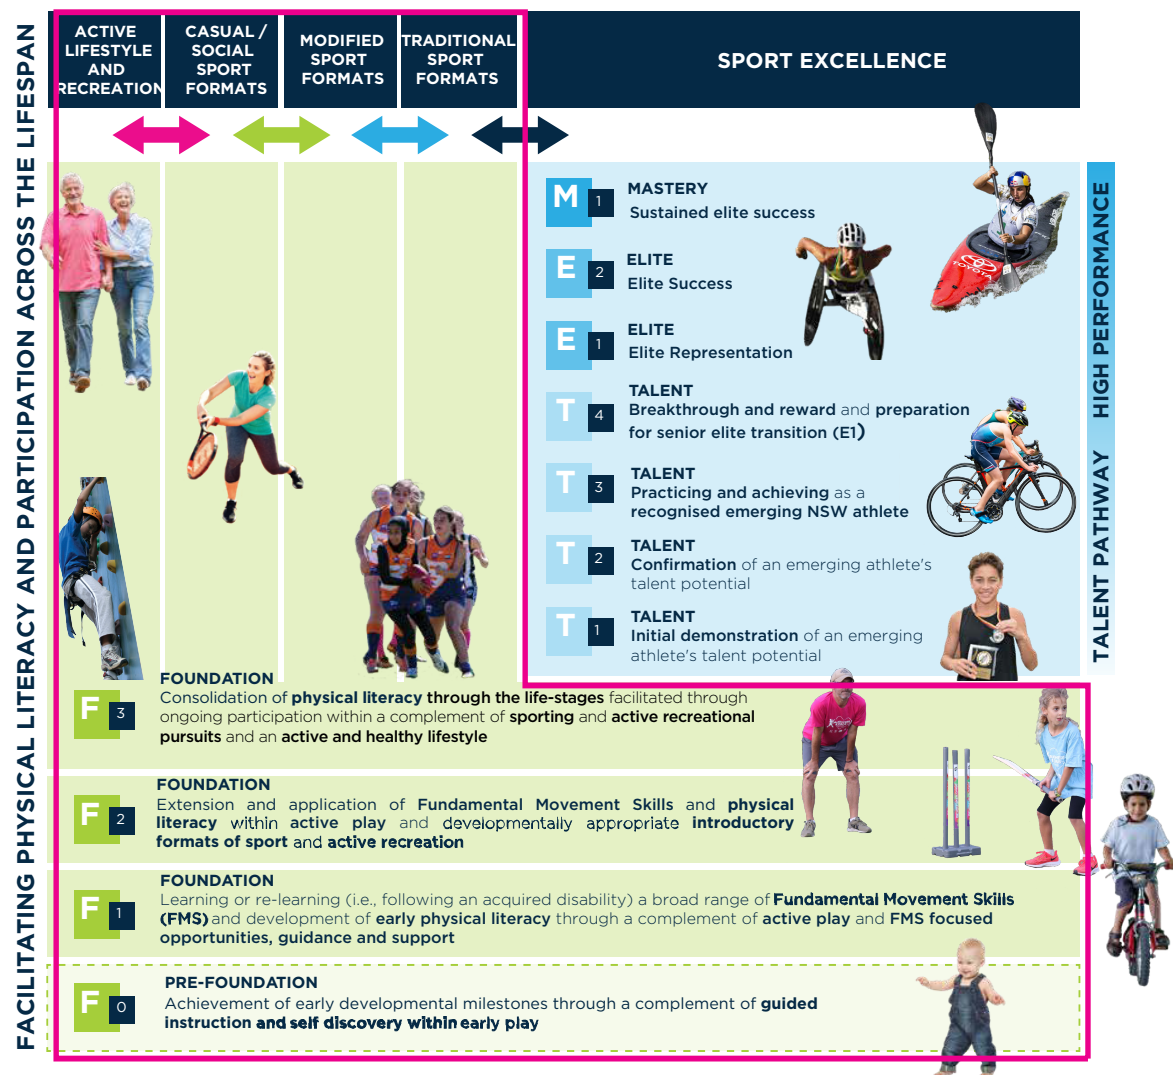 FACILITATING PHYSICAL LITERACY AND PARTICIPATION ACROSS THE LIFESPAN
ACTIVE
LIFESTYLE
AND
RECREATION
CASUAL /
SOCIAL
SPORT
FORMATS
MODIFIED
SPORT
FORMATS
TRADITIONAL
SPORT
FORMATS
SPORT EXCELLENCE
M 1
MASTERY
Sustained elite success
E 2
ELITE
Elite Success
E 1
ELITE
Elite Representation
T 4
TALENT
Breakthrough and reward and preparation
for senior elite transition (E1)
T 3
TALENT
Practicing and achieving as a
recognised emerging NSW athlete
T 2
TALENT
Confirmation of an emerging athlete's
talent potential
T 1
TALENT
Initial demonstration of an emerging
athlete's talent potential
TOYOTA
HIGH PERFORMANCE
TALENT PATHWAY
F 3
FOUNDATION
Consolidation of physical literacy through the life-stages facilitated through
ongoing participation within a complement of sporting and active recreational
pursuits and an active and healthy lifestyle
F 2
FOUNDATION
Extension and application of Fundamental Movement Skills and physical
literacy within active play and developmentally appropriate introductory
formats of sport and active recreation
F 1
FOUNDATION
Learning or re-learning (i.e., following an acquired disability) a broad range of Fundamental Movement Skills
(FMS) and development of early physical literacy through a complement of active play and FMS focused
opportunities, guidance and support
F 0
PRE-FOUNDATION
Achievement of early developmental milestones through a complement of guided
instruction and self discovery within early play